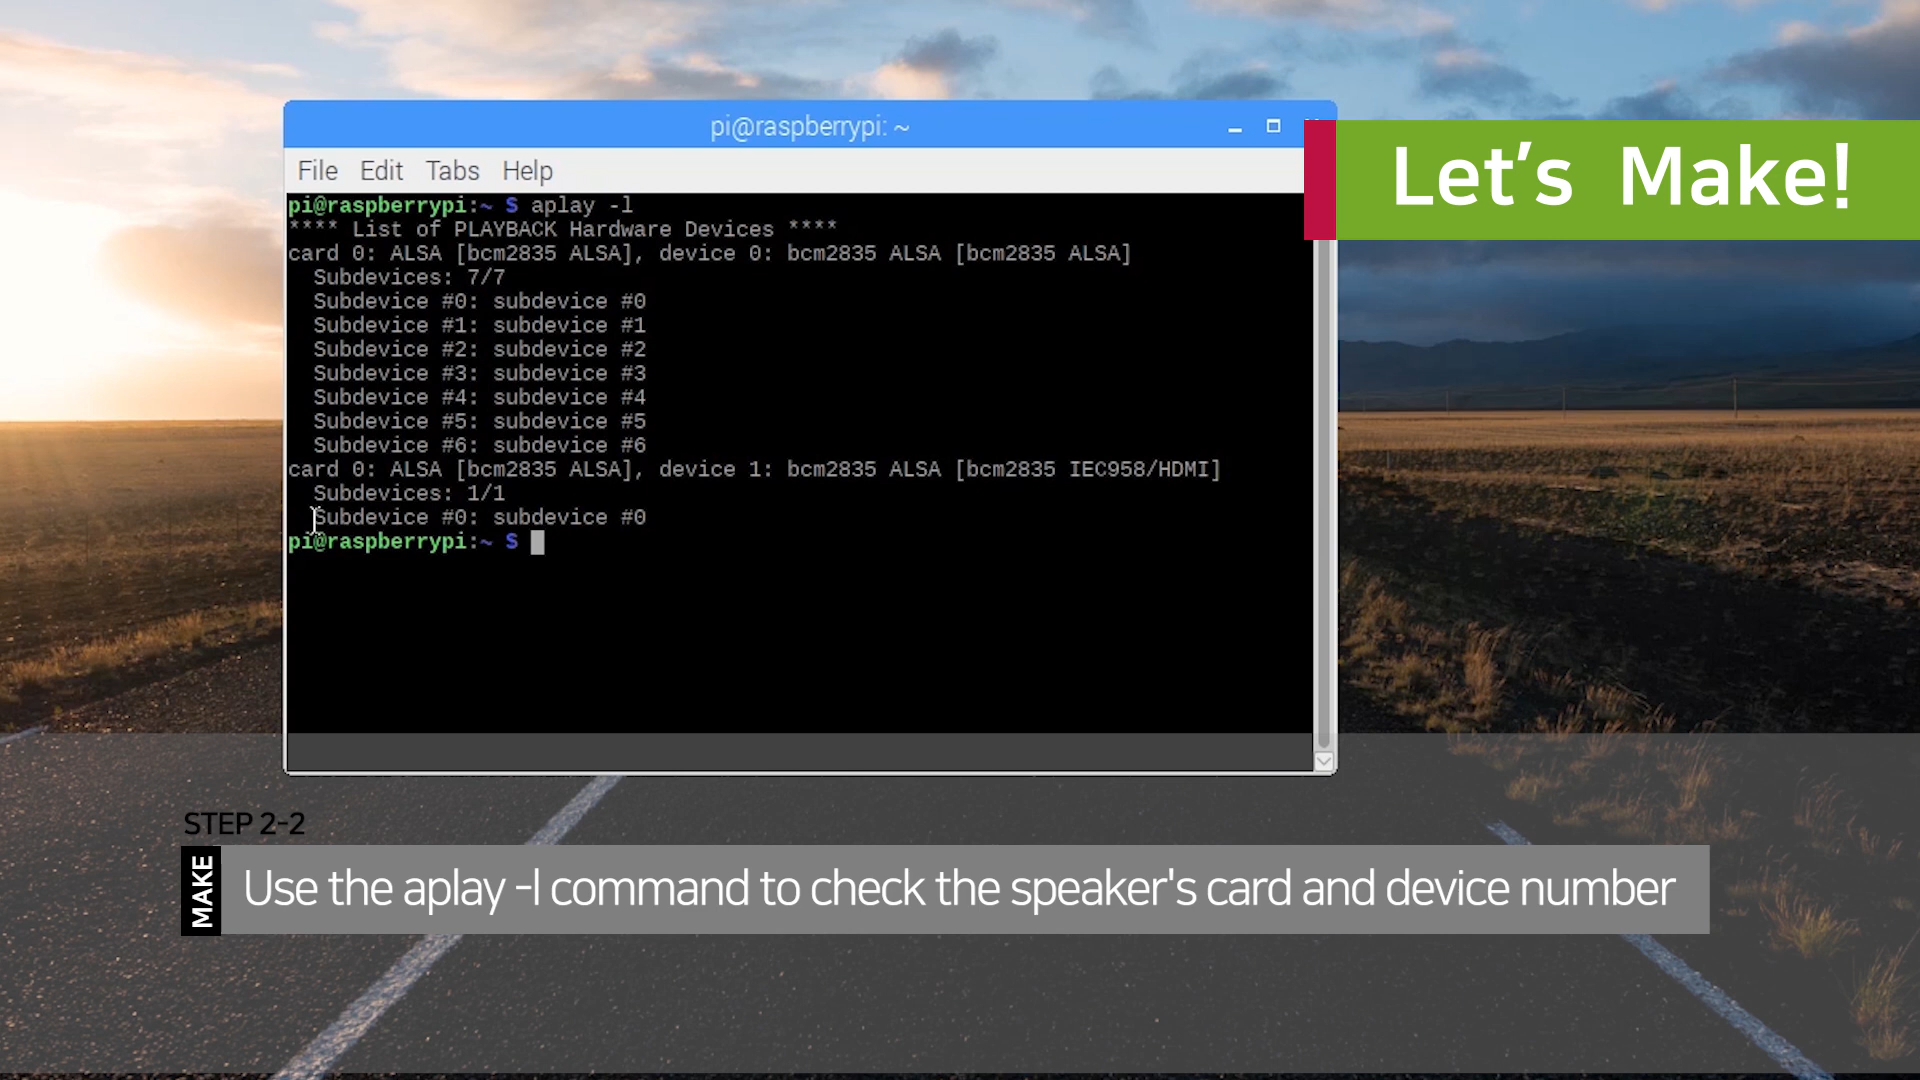 pi@raspberrypi: ~
Let's Make!
File Edit Tabs Help
pi@raspberrypi:~ $ aplay -l
**** List of PLAYBACK Hardware Devices ****
card 0: ALSA [bcm2835 ALSA], device 0: bcm2835 ALSA [bcm2835 ALSA]
Subdevices: 7/7
Subdevice #0: subdevice #0
Subdevice #1: subdevice #1
Subdevice #2: subdevice #2
Subdevice #3: subdevice #3
Subdevice #4: subdevice #4
Subdevice #5: subdevice #5
Subdevice #6: subdevice #6
card 0: ALSA [bcm2835 ALSA], device 1: bcm2835 ALSA [bcm2835 IEC958/HDMI]
Subdevices: 1/1
Subdevice #0: subdevice #0
pi@raspberrypi:~ $
STEP 2-2
MAKE
Use the aplay -l command to check the speaker's card and device number